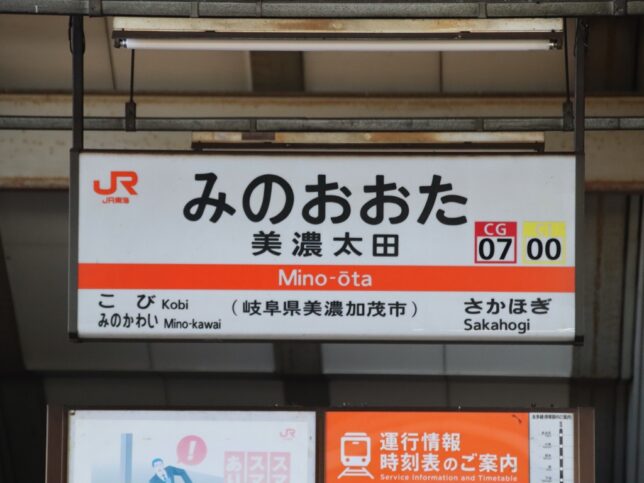 JR
JR東海
みのおおた
美濃太田
CG
07
00
Mino-ōta
こび Kobi
みのかわい Mino-kawai
(岐阜県美濃加茂市)
さかほぎ
Sakahogi
JR
!
運行情報
時刻表のご案内
Service Information and Timetable